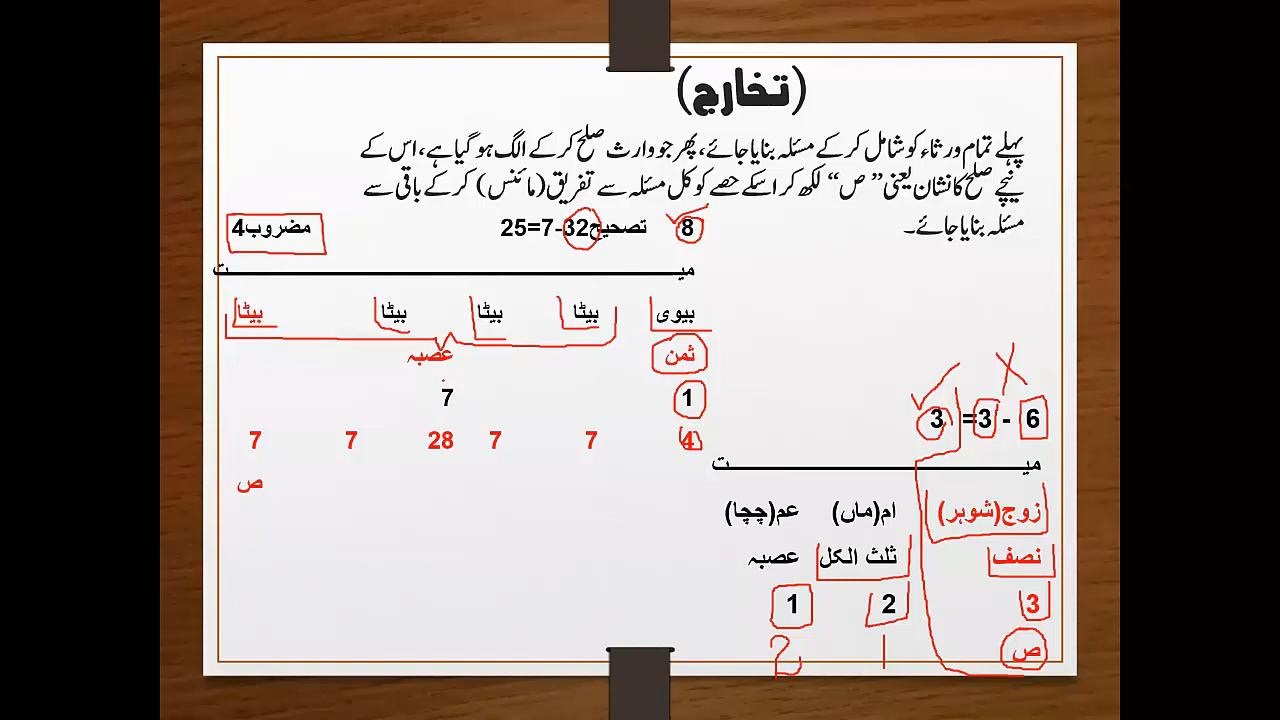 (تخارج)
پہلے تمام ورثاء کو شامل کر کے مسئلہ بنایا جائے، پھر جو وارث صلح کر کے الگ ہو گیا ہے، اس کے
نیچے صلح کا نشان یعنی ”ص“ لکھ کر اسکے حصے کو کل مسئلہ سے تفریق (مائنس) کر کے باقی سے
مسئلہ بنایا جائے۔
8 تصحیح32-7=25 مضروب4
میــــــــت
بیوی بیٹا بیٹا بیٹا بیٹا
ثمن عصبہ
1 7
4 7 7 28 7 7
ص
6 - 3= 3
میــــــــت
زوج(شوہر) ام(ماں) عم(چچا)
نصف ثلث الکل عصبہ
3 2 1
ص 1 2